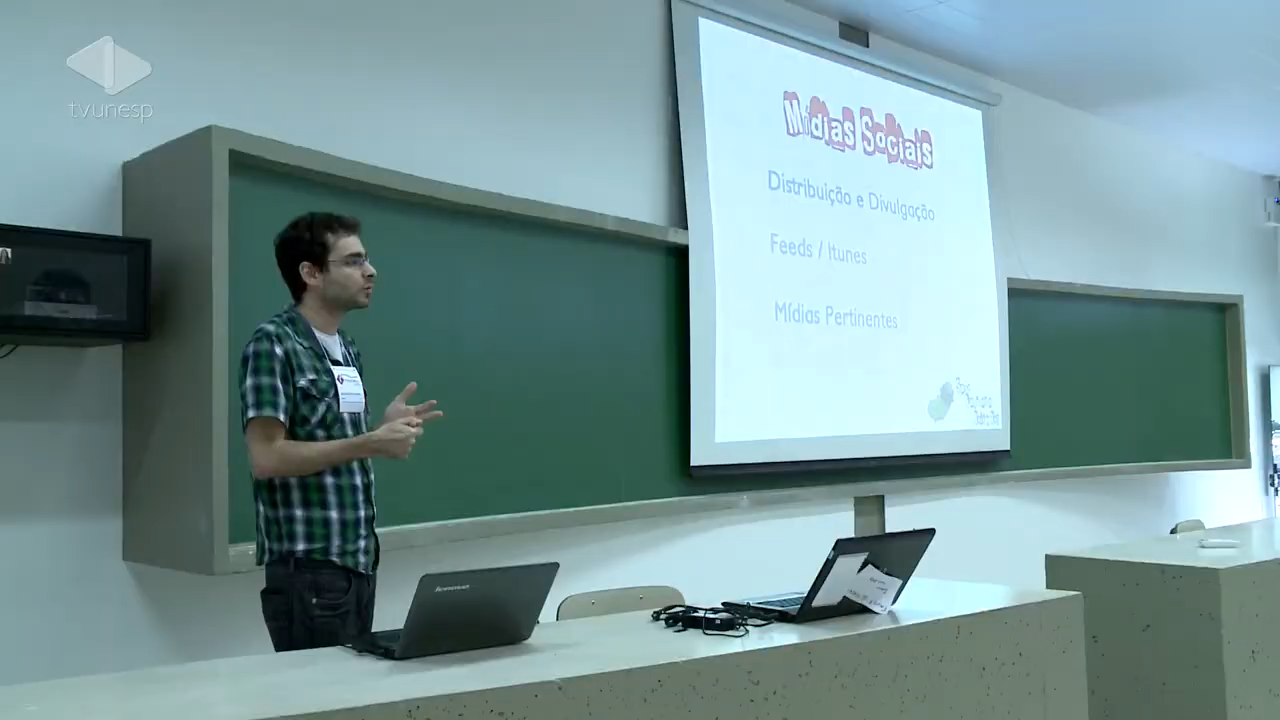 tvunesp
Mídias Sociais
Distribuição e Divulgação
Feeds / Itunes
Mídias Pertinentes
lenovo